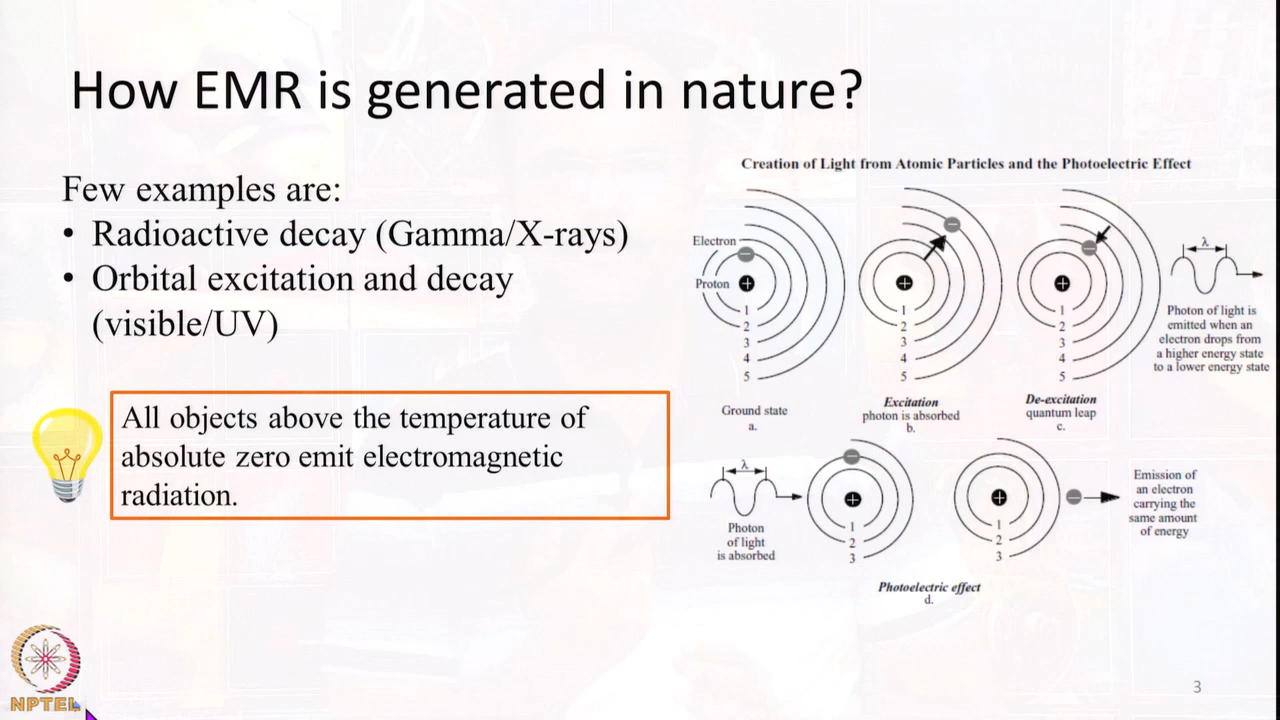 How EMR is generated in nature?
Few examples are:
• Radioactive decay (Gamma/X-rays)
• Orbital excitation and decay
(visible/UV)
All objects above the temperature of
absolute zero emit electromagnetic
radiation.
Creation of Light from Atomic Particles and the Photoelectric Effect
Electron
Proton
1
2
3
4
5
Ground state
a.
1
2
3
4
5
Excitation
photon is absorbed
b.
1
2
3
4
5
De-excitation
quantum leap
c.
λ
Photon of light is
emitted when an
electron drops from
a higher energy state
to a lower energy state
λ
Photon
of light
is absorbed
1
2
3
1
2
3
Emission of
an electron
carrying the
same amount
of energy
Photoelectric effect
d.
NPTEL
3